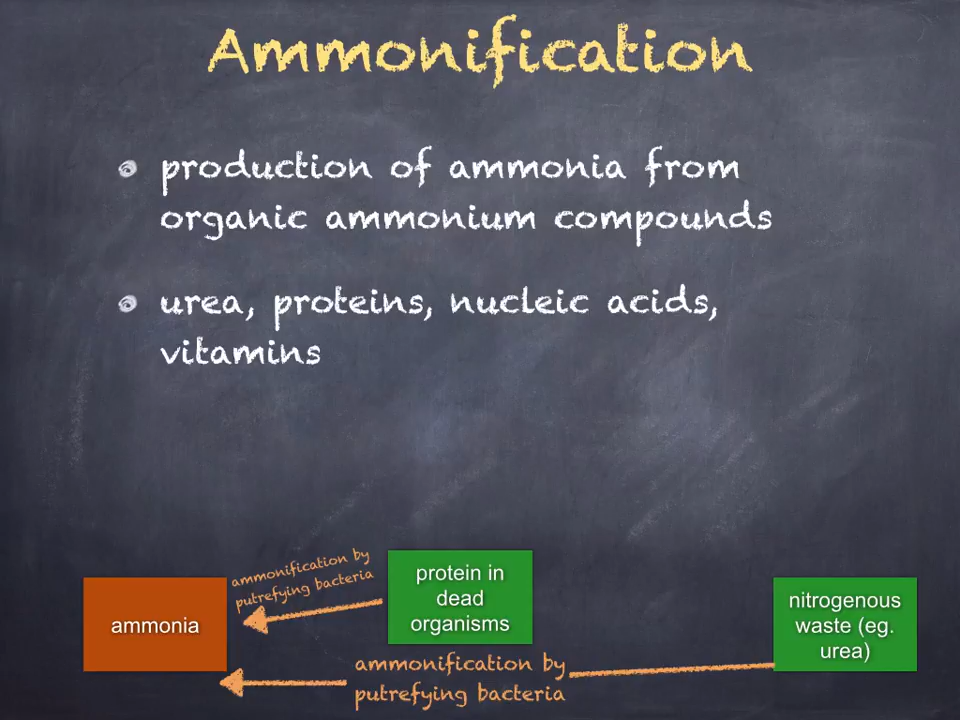 Ammonification
production of ammonia from
organic ammonium compounds
urea, proteins, nucleic acids,
vitamins
ammonification by
putrefying bacteria
protein in
dead
organisms
ammonia
nitrogenous
waste (eg.
urea)
ammonification by
putrefying bacteria